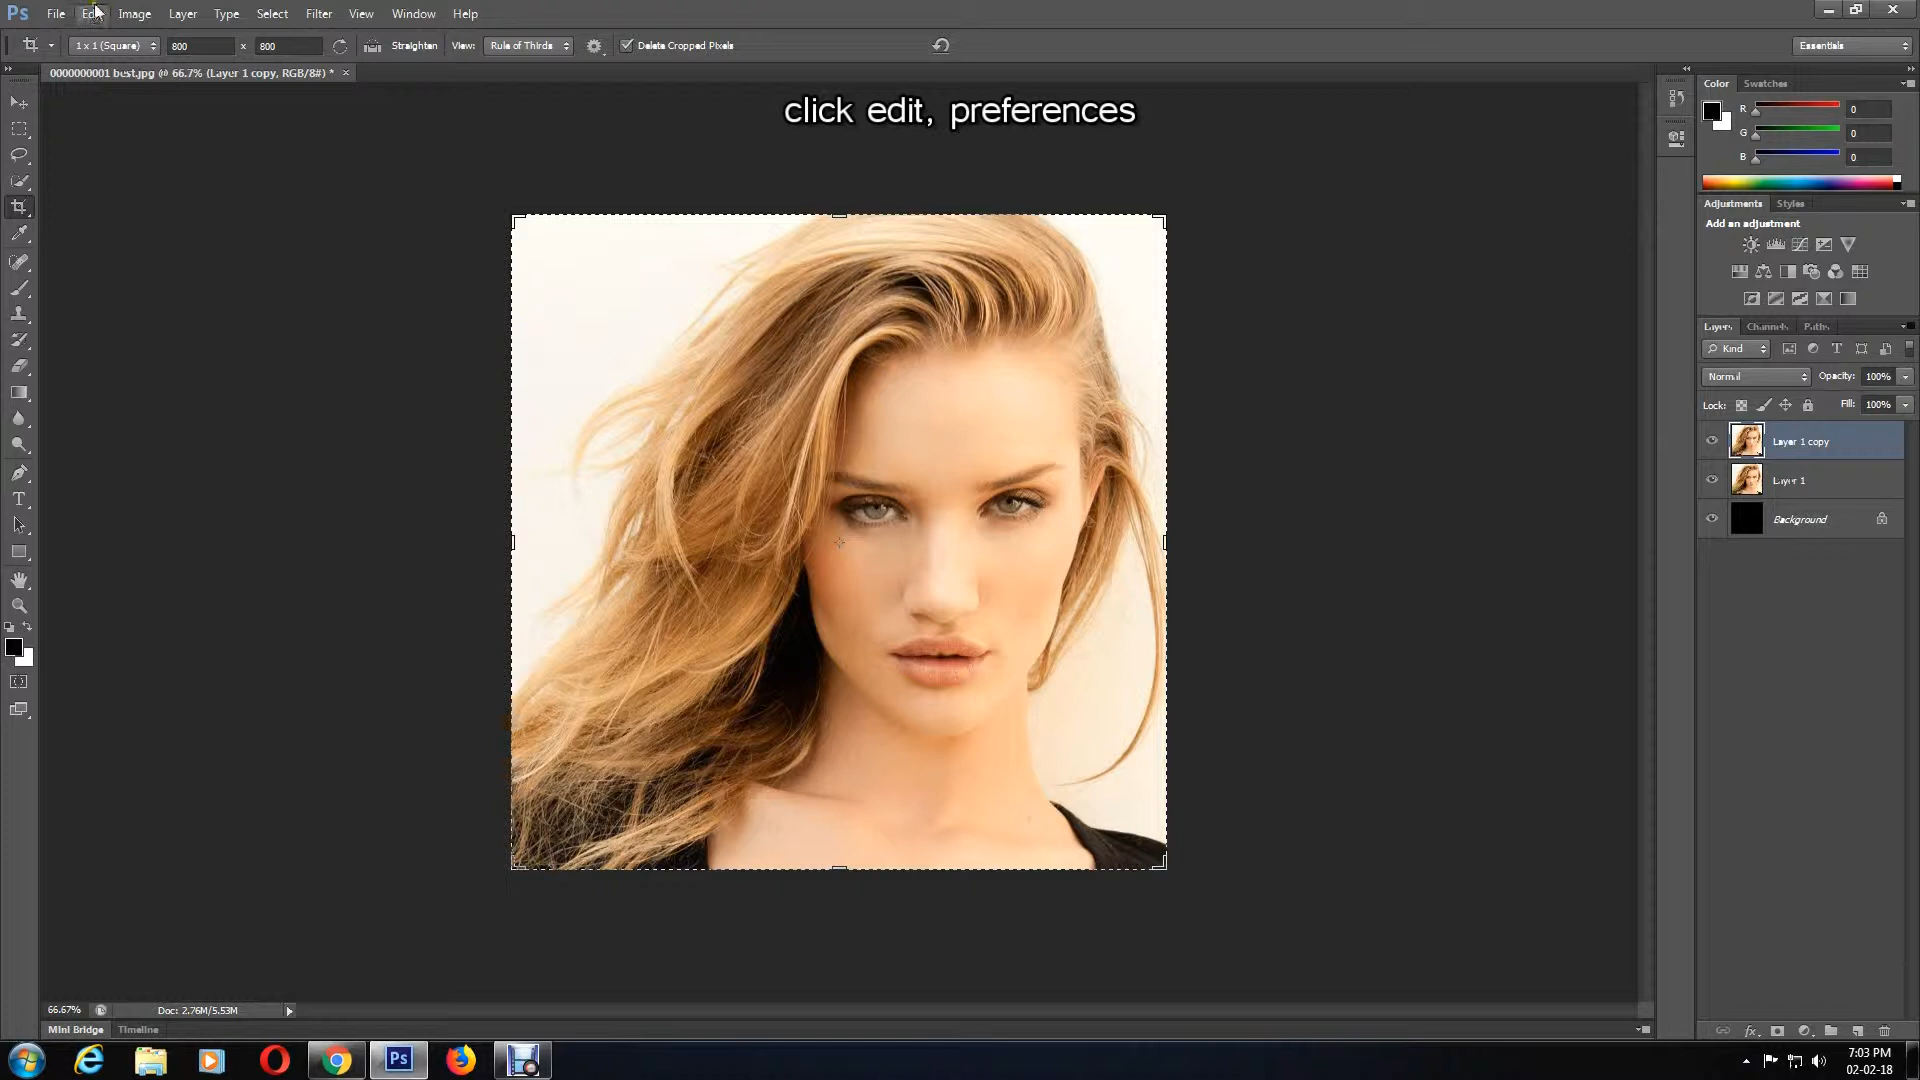 Ps File Edit Image Layer Type Select Filter View Window Help
1 x 1 (Square) 800 x 800 Straighten View: Rule of Thirds Delete Cropped Pixels Essentials
0000000001 best.jpg @ 66.7% (Layer 1 copy, RGB/8#) * ×
click edit, preferences
Color Swatches
R 0
G 0
B 0
Adjustments Styles
Add an adjustment
Layers Channels Paths
Kind
Normal Opacity: 100%
Lock: Fill: 100%
Layer 1 copy
Layer 1
Background
66.67% Doc: 2.76M/5.53M
Mini Bridge Timeline
Ps
7:03 PM
02-02-18